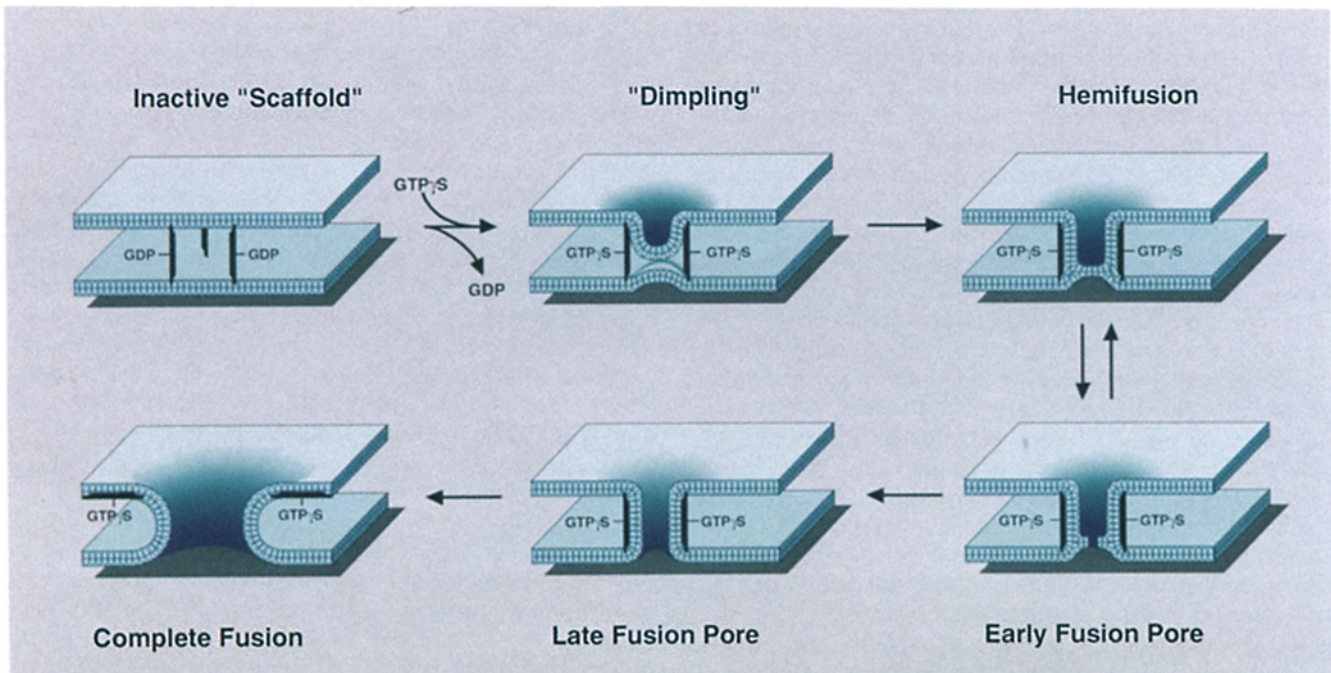 Inactive "Scaffold"
"Dimpling"
Hemifusion
GTPγS
GDP
GDP
GDP
GTPγS
GTPγS
GTPγS
GTPγS
GTPγS
GTPγS
GTPγS
GTPγS
GTPγS
GTPγS
Complete Fusion
Late Fusion Pore
Early Fusion Pore